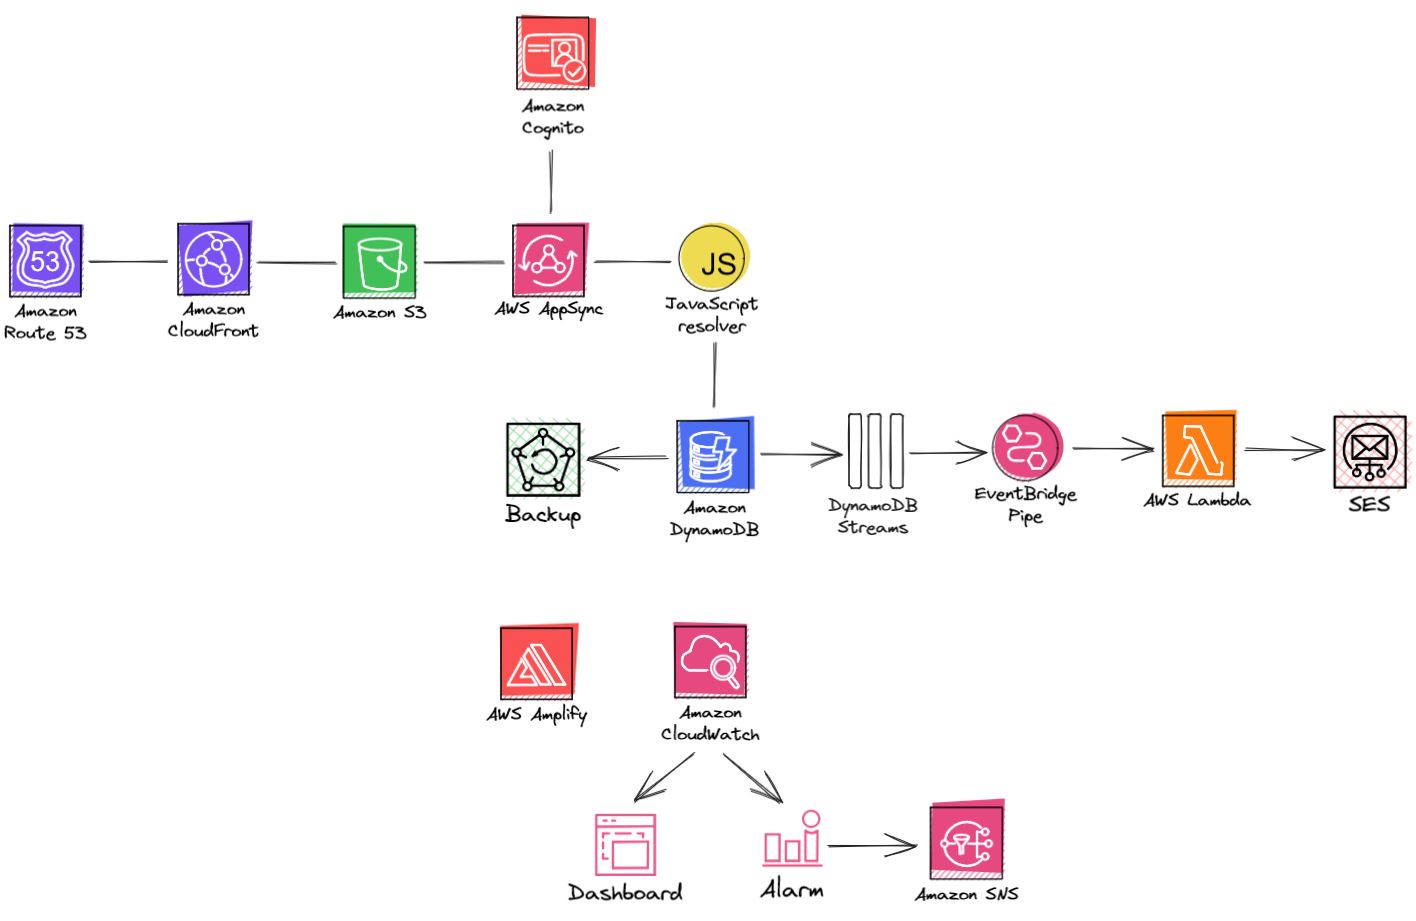 Amazon
Cognito
53
Amazon
Route 53
Amazon
CloudFront
Amazon S3
AWS AppSync
JS
JavaScript
resolver
Backup
Amazon
DynamoDB
DynamoDB
Streams
EventBridge
Pipe
AWS Lambda
SES
AWS Amplify
Amazon
CloudWatch
Dashboard
Alarm
Amazon SNS